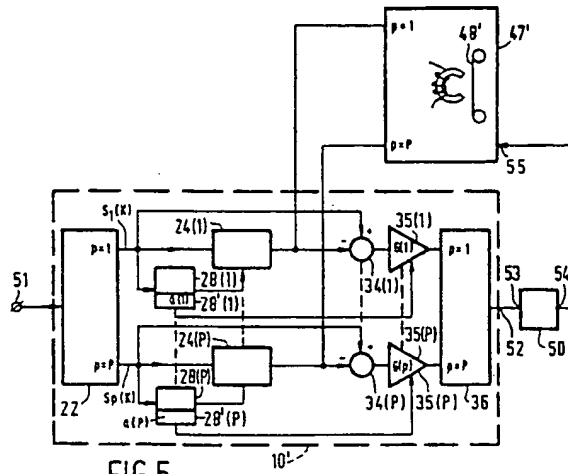 48'
47'
p=1
p=P
55
24(1)
S₁(K)
p=1
35(1)
G(1)
p=1
51
28(1)
34(1)
53
54
q(1)
28'(1)
24(P)
35(P)
52
50
p=P
28(P)
G(p)
p=P
Sp(K)
34(P)
35(P)
36
22
q(P)
28'(P)
10'
FIG.5